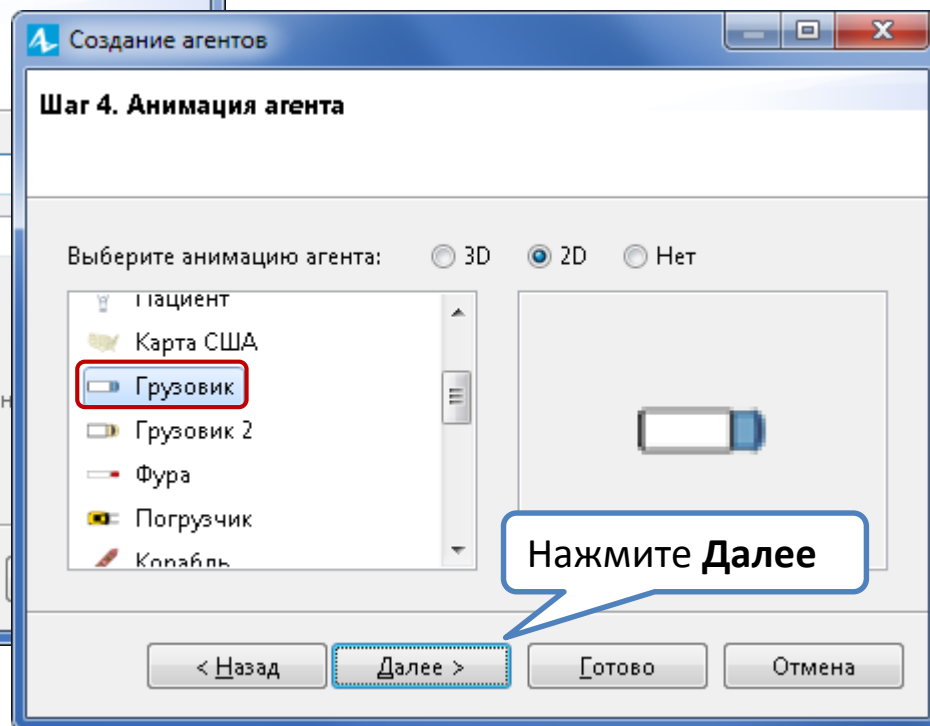 Создание агентов
Шаг 4. Анимация агента
Выберите анимацию агента: 3D 2D Нет
Пациент
Карта США
Грузовик
Грузовик 2
Фура
Погрузчик
Корабль
Нажмите Далее
< Назад Далее > Готово Отмена